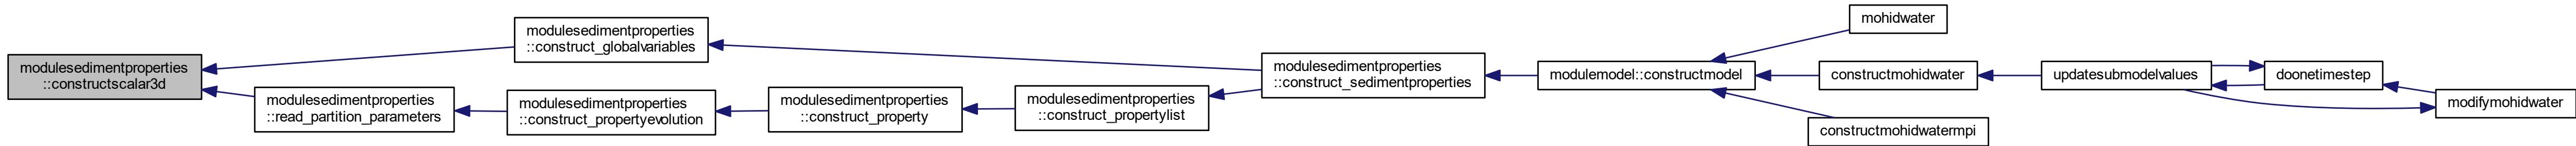 modulesedimentproperties
::constructscalar3d
modulesedimentproperties
::construct_globalvariables
modulesedimentproperties
::read_partition_parameters
modulesedimentproperties
::construct_propertyevolution
modulesedimentproperties
::construct_property
modulesedimentproperties
::construct_propertylist
modulesedimentproperties
::construct_sedimentproperties
modulemodel::constructmodel
mohidwater
constructmohidwater
constructmohidwatermpi
updatesubmodelvalues
doonetimestep
modifymohidwater